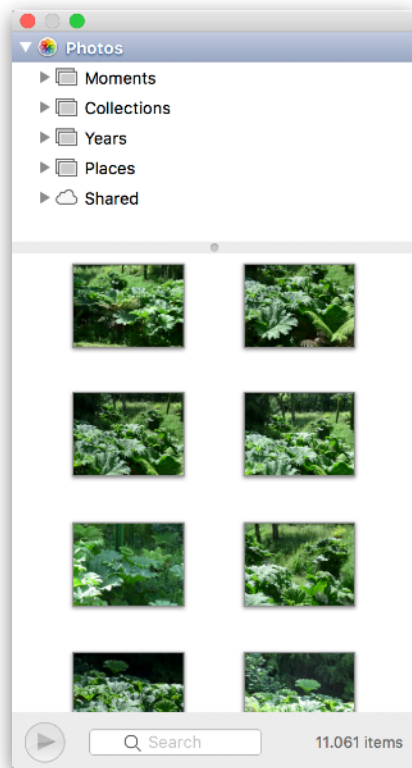 Photos
Moments
Collections
Years
Places
Shared
Search
11.061 items